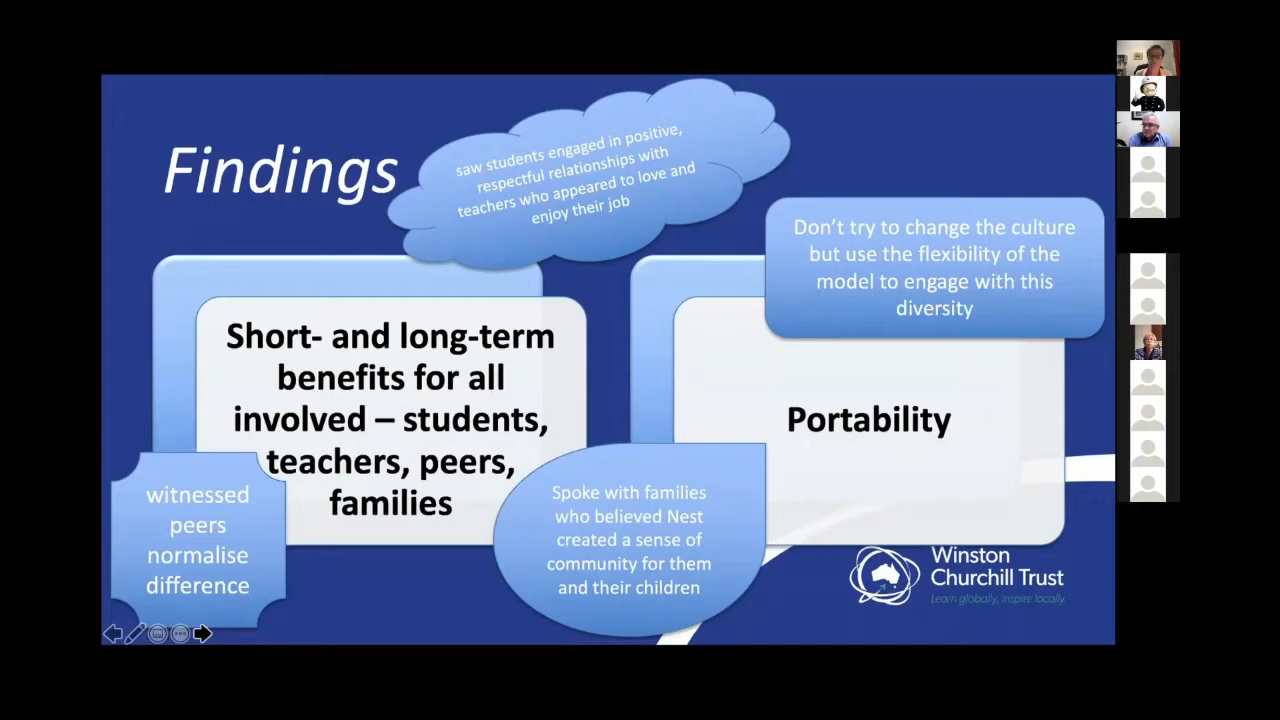 Findings
saw students engaged in positive,
respectful relationships with
teachers who appeared to love and
enjoy their job
Don't try to change the culture
but use the flexibility of the
model to engage with this
diversity
Short- and long-term
benefits for all
involved – students,
teachers, peers,
families
Portability
witnessed
peers
normalise
difference
Spoke with families
who believed Nest
created a sense of
community for them
and their children
Winston
Churchill Trust
Learn globally, inspire locally